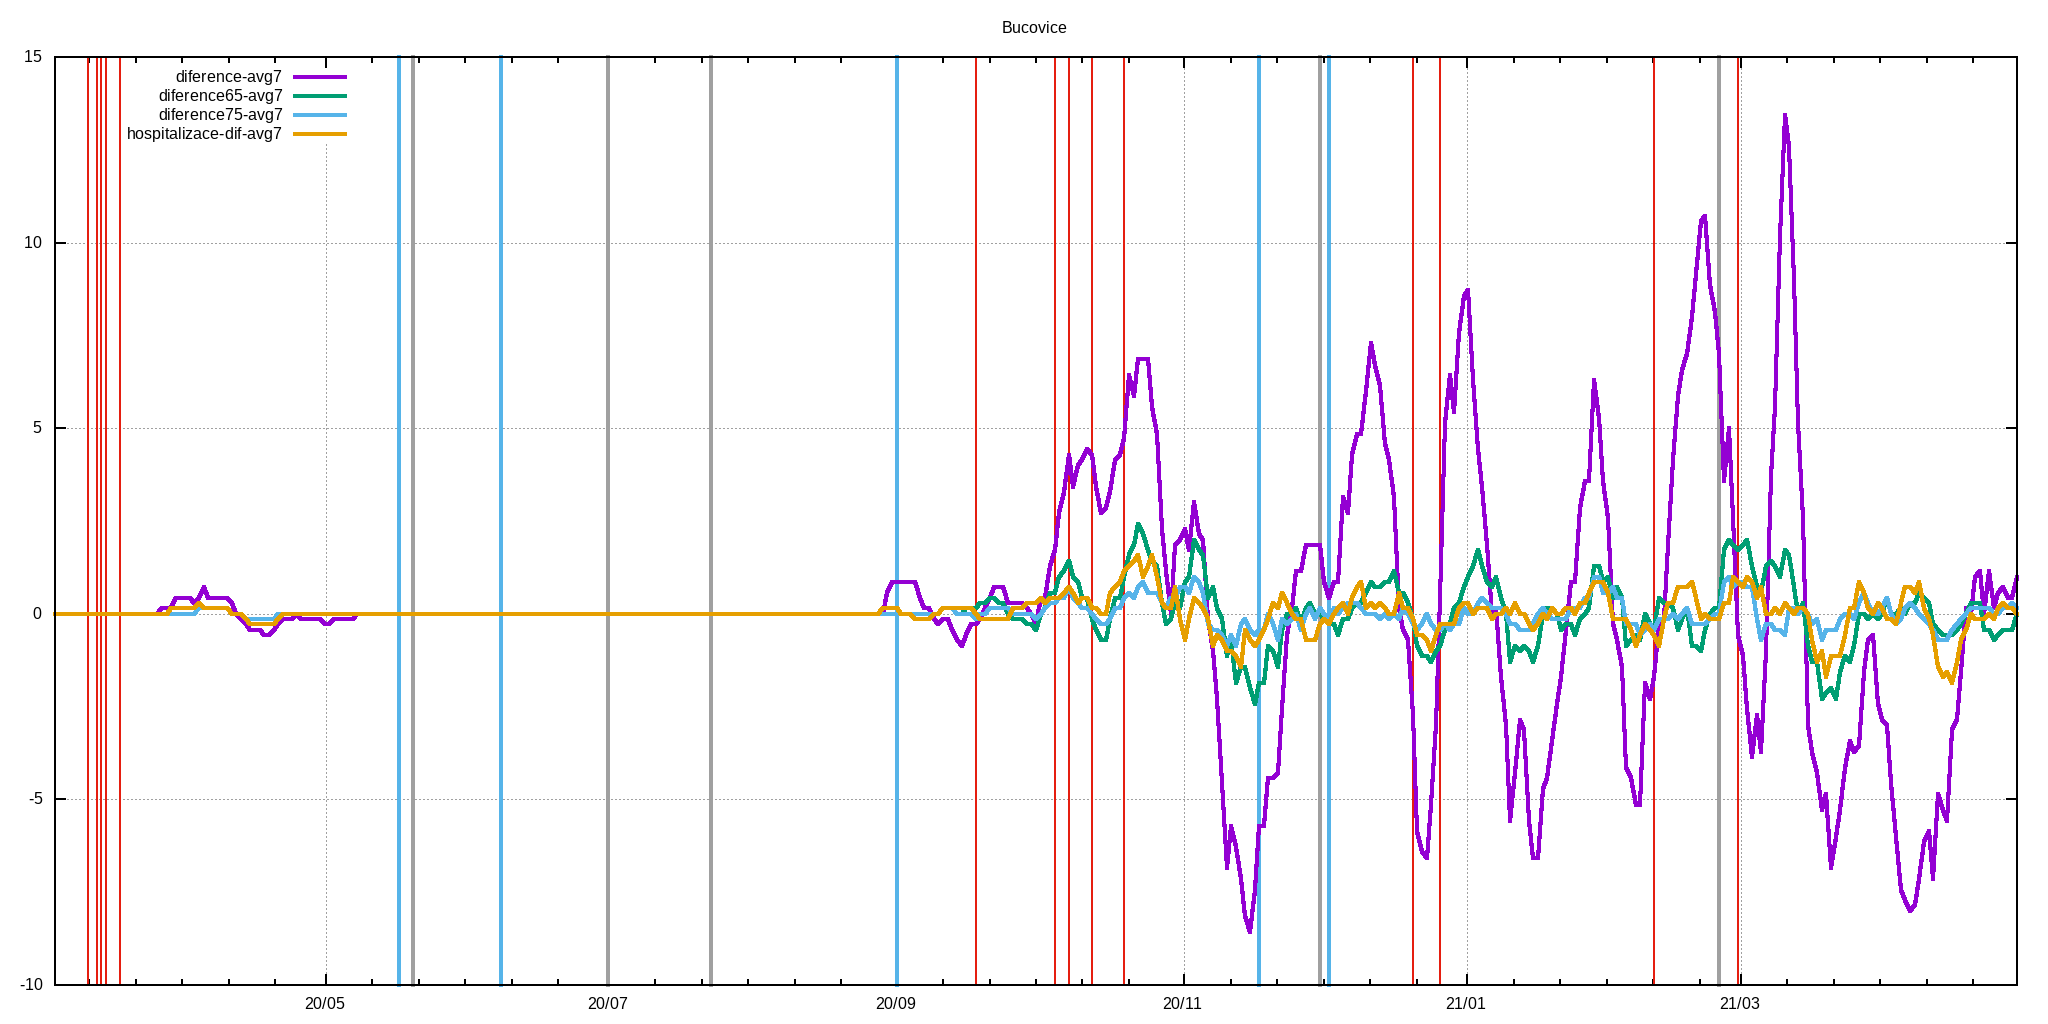 Bucovice
diference-avg7
diference65-avg7
diference75-avg7
hospitalizace-dif-avg7
15
10
5
0
-5
-10
20/05 20/07 20/09 20/11 21/01 21/03